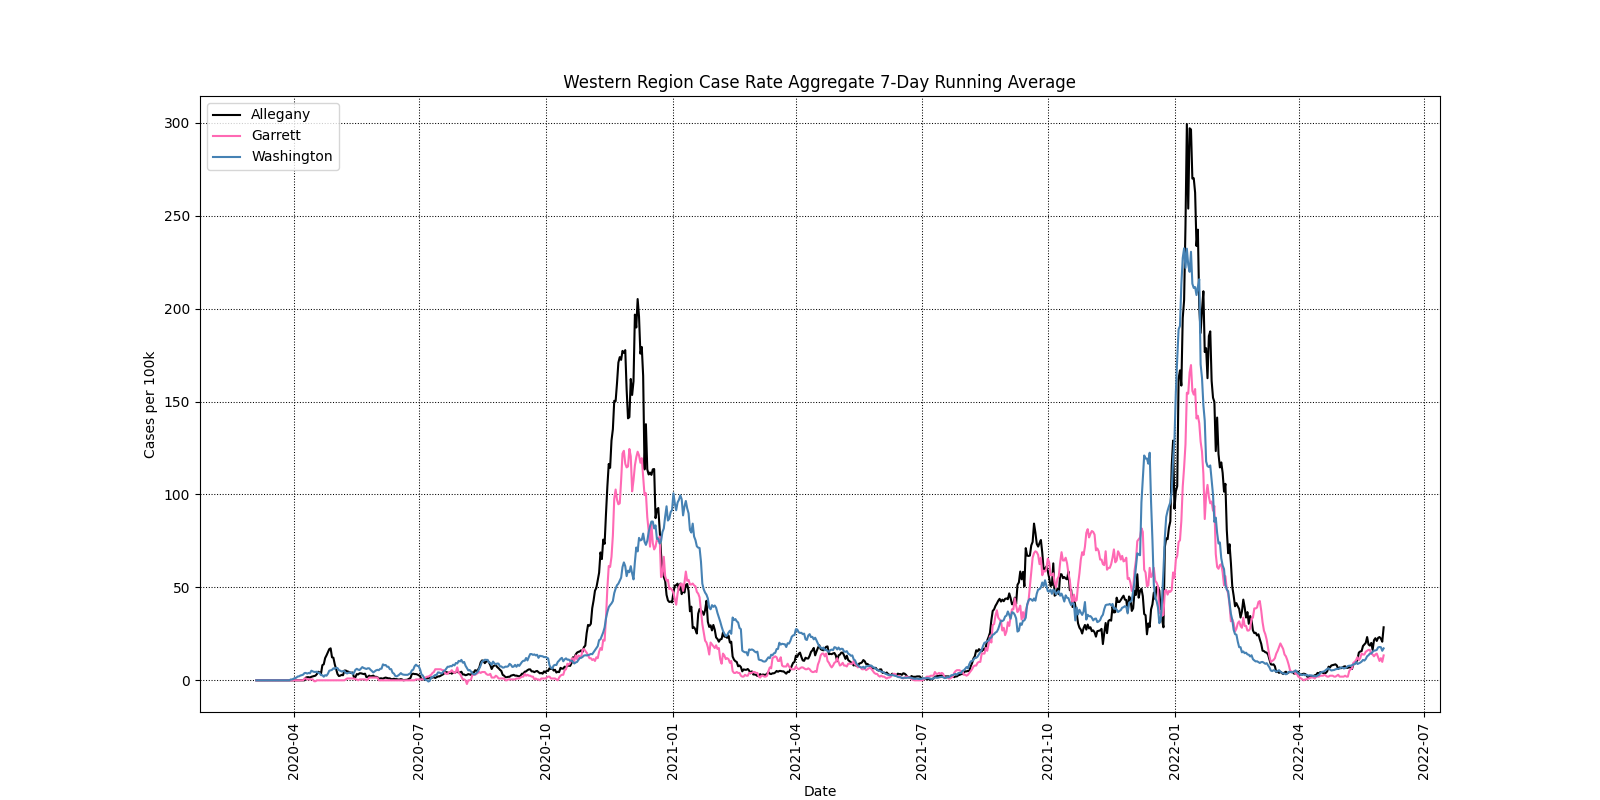 Western Region Case Rate Aggregate 7-Day Running Average
Allegany
Garrett
Washington
300
250
200
150
100
50
0
Cases per 100k
2020-04
2020-07
2020-10
2021-01
2021-04
2021-07
2021-10
2022-01
2022-04
2022-07
Date